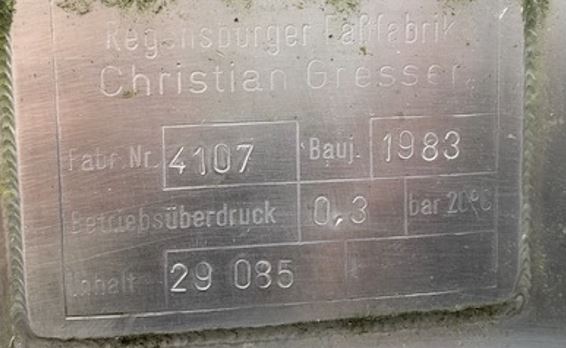 Regensburger Faßfabrik
Christian Gresser
Fabr. Nr. 4107 Bauj. 1983
Betriebsüberdruck 0,3 bar 20°C
Inhalt 29 085